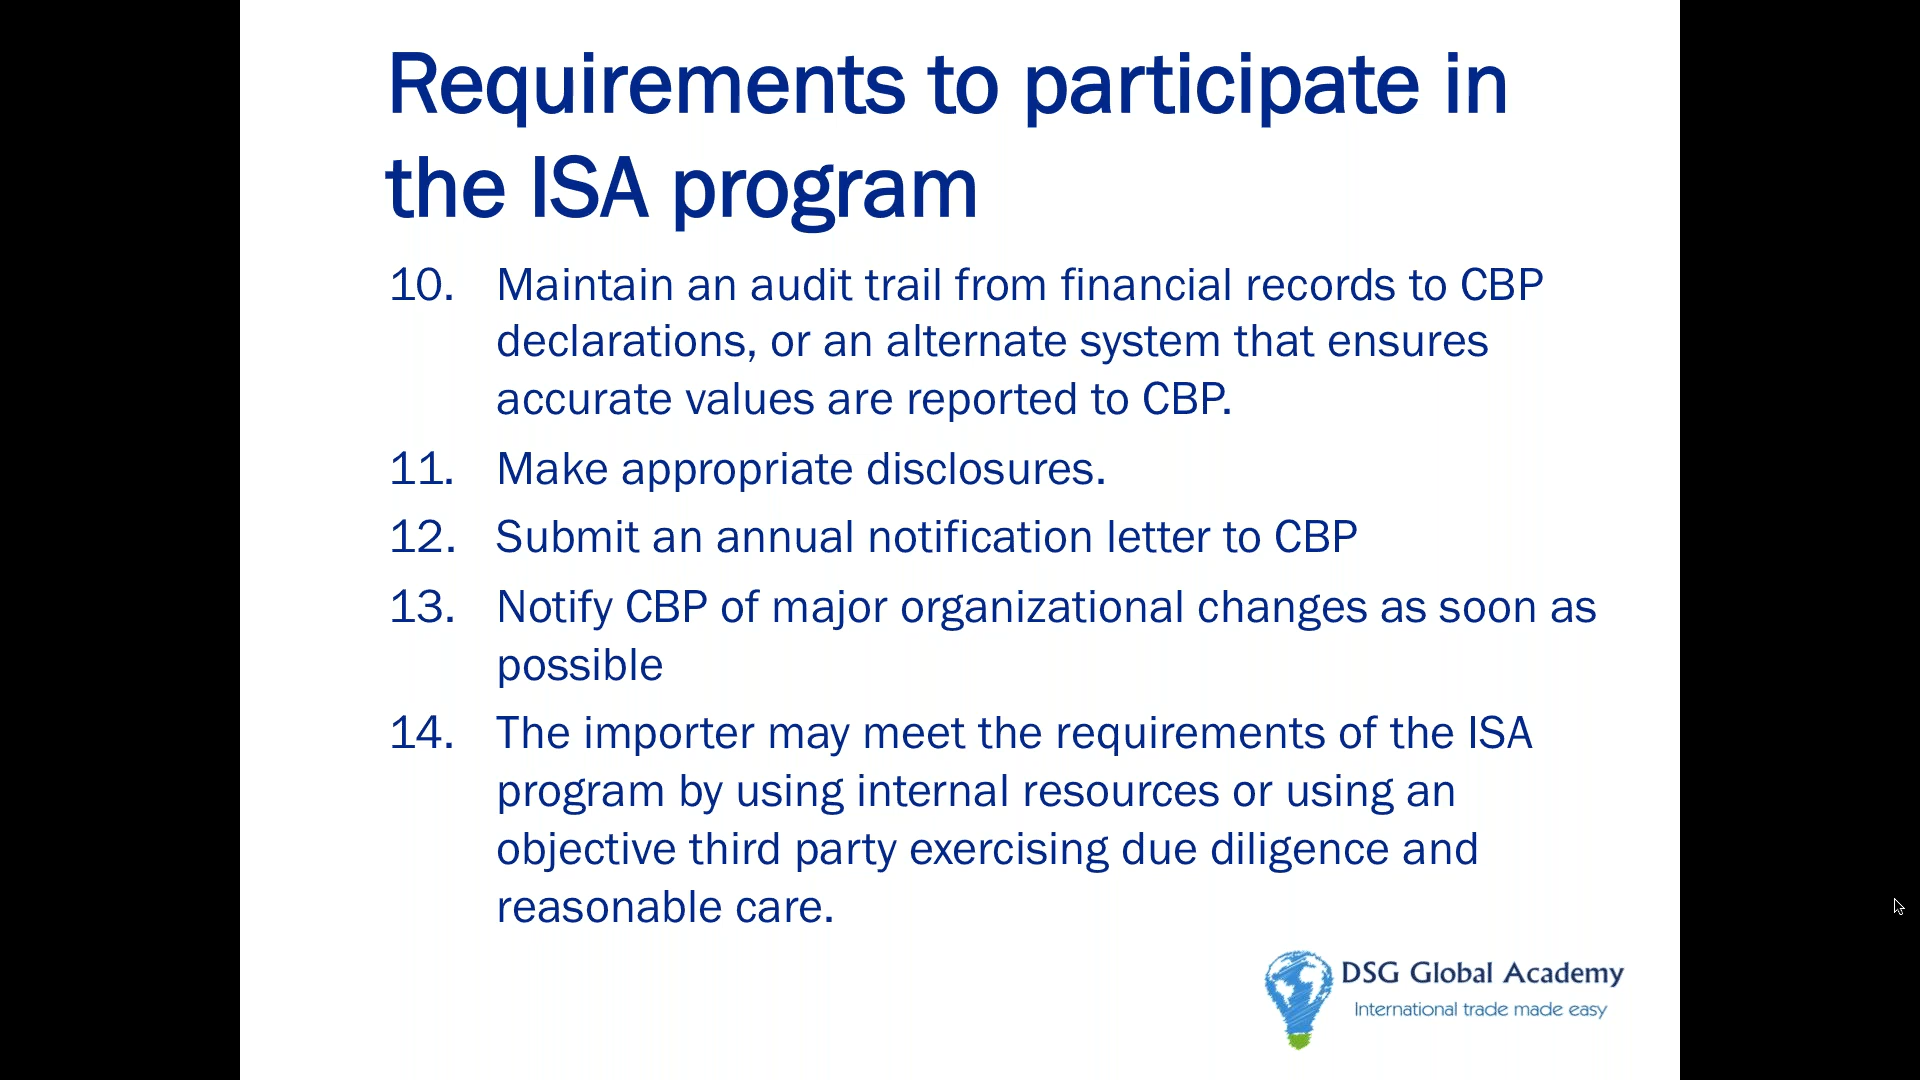 Requirements to participate in
the ISA program
10. Maintain an audit trail from financial records to CBP
declarations, or an alternate system that ensures
accurate values are reported to CBP.
11. Make appropriate disclosures.
12. Submit an annual notification letter to CBP
13. Notify CBP of major organizational changes as soon as
possible
14. The importer may meet the requirements of the ISA
program by using internal resources or using an
objective third party exercising due diligence and
reasonable care.
DSG Global Academy
International trade made easy